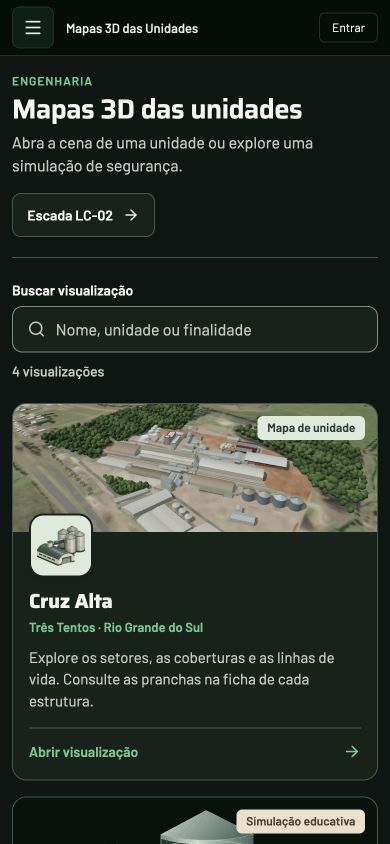 Mapas 3D das Unidades
Entrar
ENGENHARIA
Mapas 3D das unidades
Abra a cena de uma unidade ou explore uma
simulação de segurança.
Escada LC-02
Buscar visualização
Nome, unidade ou finalidade
4 visualizações
Mapa de unidade
Cruz Alta
Três Tentos · Rio Grande do Sul
Explore os setores, as coberturas e as linhas de
vida. Consulte as pranchas na ficha de cada
estrutura.
Abrir visualização
Simulação educativa